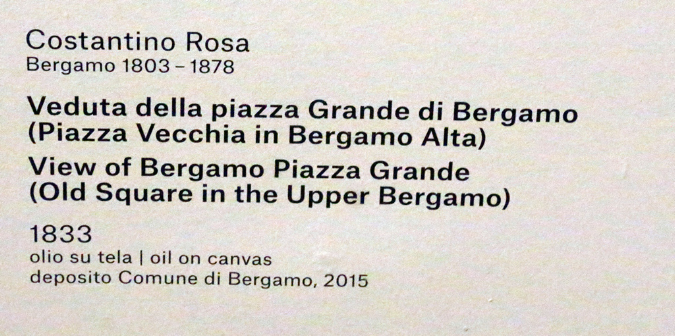 Costantino Rosa
Bergamo 1803 – 1878
Veduta della piazza Grande di Bergamo
(Piazza Vecchia in Bergamo Alta)
View of Bergamo Piazza Grande
(Old Square in the Upper Bergamo)
1833
olio su tela | oil on canvas
deposito Comune di Bergamo, 2015